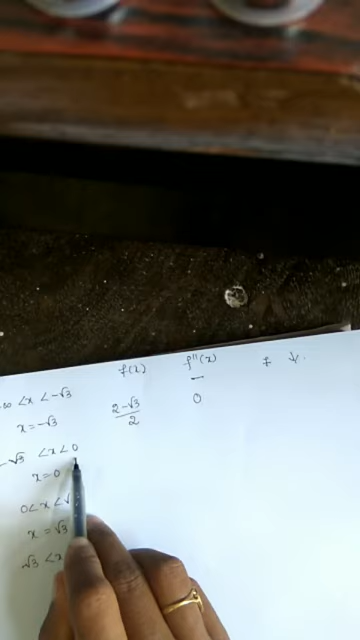 f(x) f''(x) f ↓.
-∞ < x < -√3 —
x = -√3 2-√3/2 0
-√3 < x < 0
x = 0
0 < x < √
x = √3
√3 < x